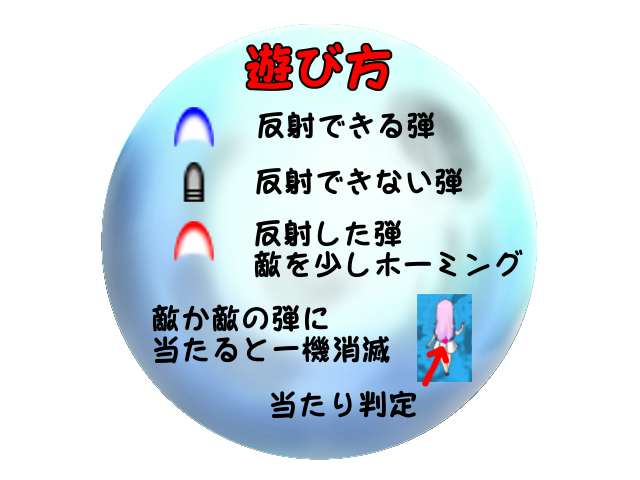 遊び方
反射できる弾
反射できない弾
反射した弾
敵を少しホーミング
敵か敵の弾に
当たると一機消滅
当たり判定